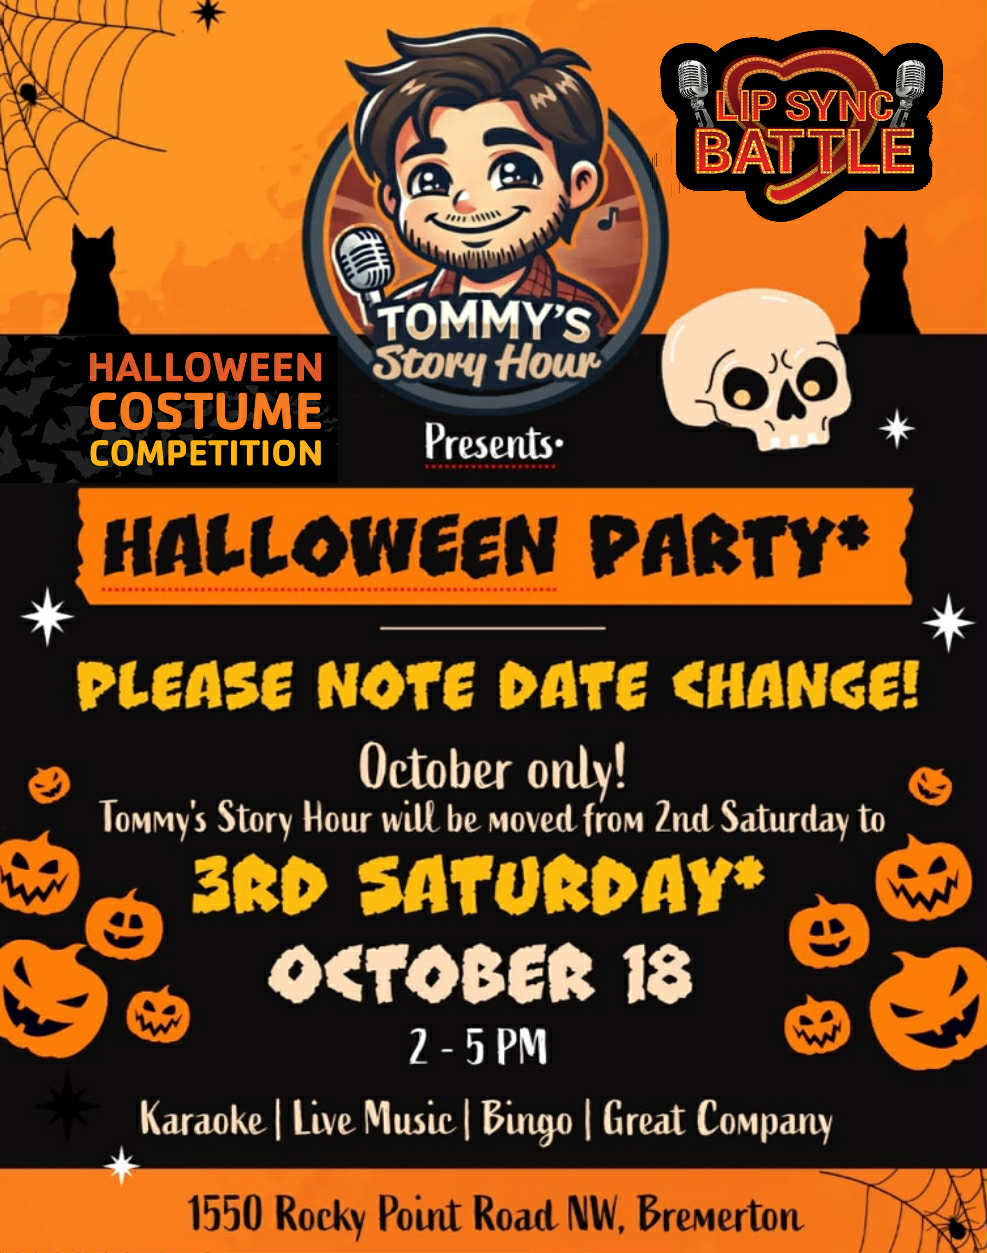 LIP SYNC
BATTLE
TOMMY'S
Story Hour
HALLOWEEN
COSTUME
COMPETITION
Presents·
HALLOWEEN PARTY*
PLEASE NOTE DATE CHANGE!
October only!
Tommy's Story Hour will be moved from 2nd Saturday to
3RD SATURDAY*
OCTOBER 18
2 - 5 PM
Karaoke | Live Music | Bingo | Great Company
1550 Rocky Point Road NW, Bremerton